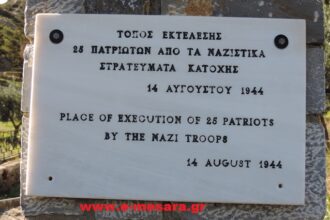 ΤΟΠΟΣ ΕΚΤΕΛΕΣΗΣ
25 ΠΑΤΡΙΩΤΩΝ ΑΠΟ ΤΑ ΝΑΖΙΣΤΙΚΑ
ΣΤΡΑΤΕΥΜΑΤΑ ΚΑΤΟΧΗΣ
14 ΑΥΓΟΥΣΤΟΥ 1944
PLACE OF EXECUTION OF 25 PATRIOTS
BY THE NAZI TROOPS
14 AUGUST 1944
www.e-mesara.gr